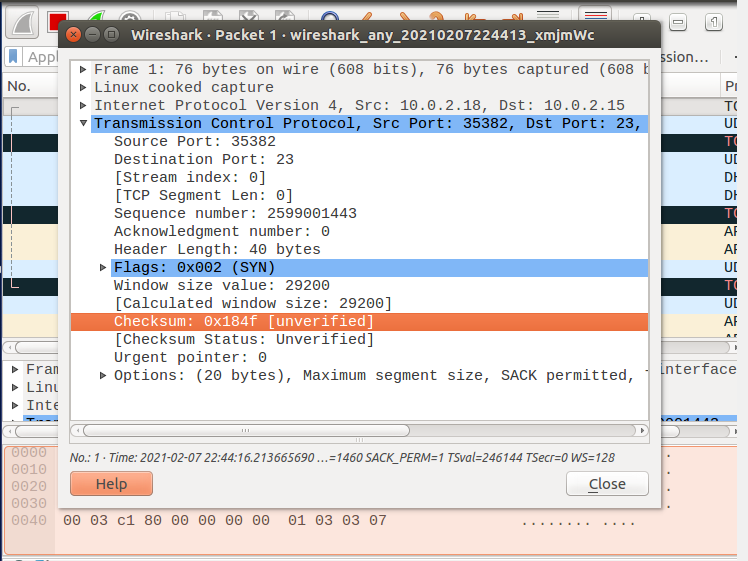 Wireshark · Packet 1 · wireshark_any_20210207224413_xmjmWc
Appl
ssion…
No.
Pr
Frame 1: 76 bytes on wire (608 bits), 76 bytes captured (608 b
Linux cooked capture
Internet Protocol Version 4, Src: 10.0.2.18, Dst: 10.0.2.15
Transmission Control Protocol, Src Port: 35382, Dst Port: 23,
Source Port: 35382
Destination Port: 23
[Stream index: 0]
[TCP Segment Len: 0]
Sequence number: 2599001443
Acknowledgment number: 0
Header Length: 40 bytes
Flags: 0x002 (SYN)
Window size value: 29200
[Calculated window size: 29200]
Checksum: 0x184f [unverified]
[Checksum Status: Unverified]
Urgent pointer: 0
Options: (20 bytes), Maximum segment size, SACK permitted,
TC
UD
TC
UD
DH
DH
TC
AR
AR
UD
TC
UD
AR
AR
Fram
interface
Linu
Inte
No.: 1 · Time: 2021-02-07 22:44:16.213665690 …=1460 SACK_PERM=1 TSval=246144 TSecr=0 WS=128
Help
Close
0000
0010
0020
0030
0040 00 03 c1 80 00 00 00 00 01 03 03 07 ........ ....